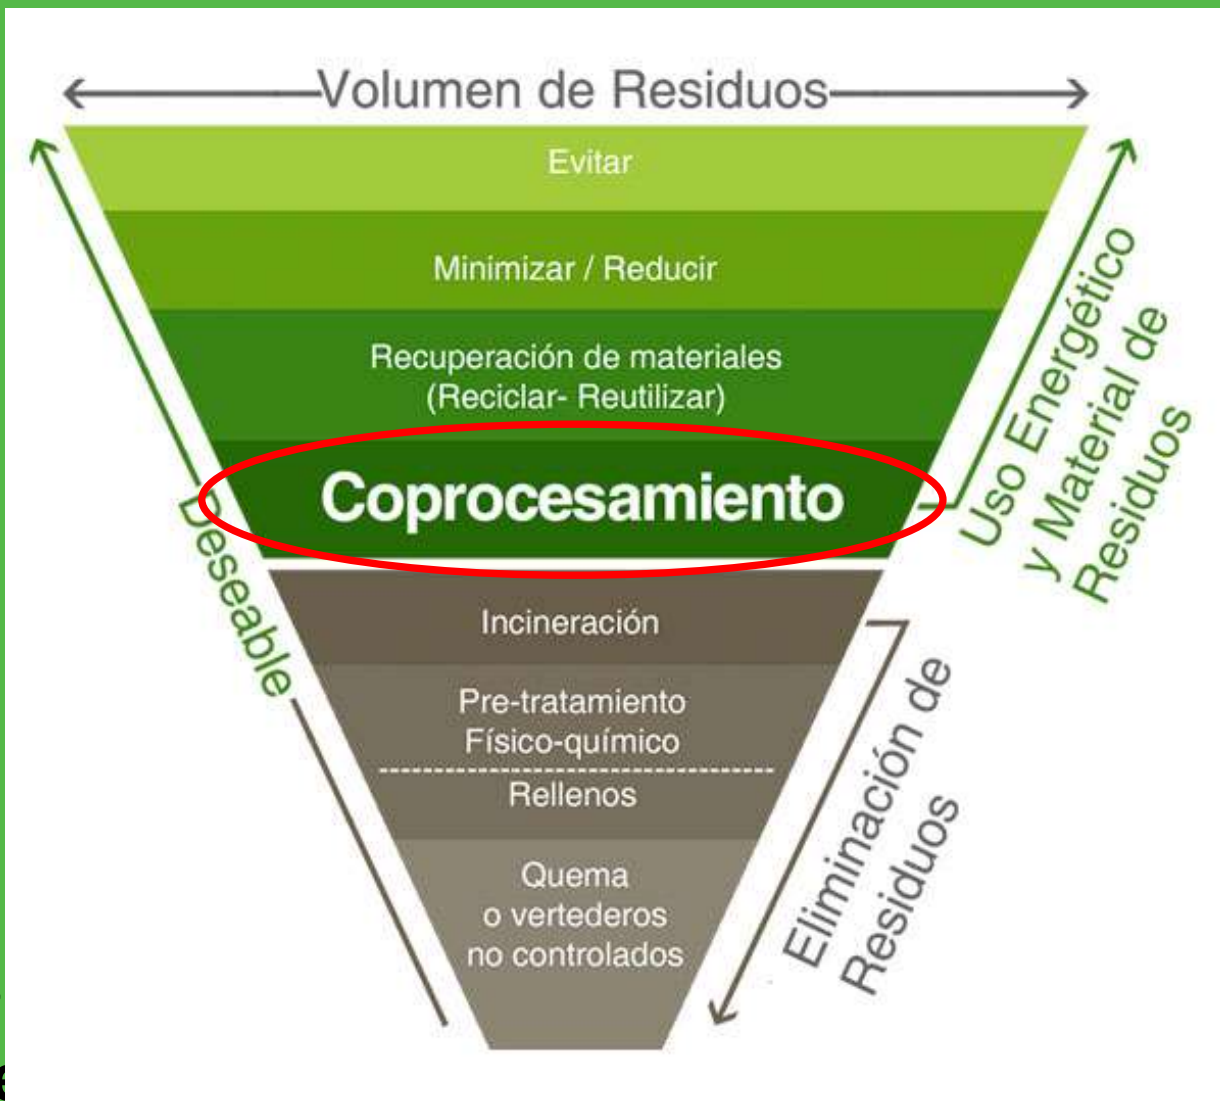 Volumen de Residuos
Evitar
Minimizar / Reducir
Recuperación de materiales
(Reciclar- Reutilizar)
Coprocesamiento
Incineración
Pre-tratamiento
Físico-químico
Rellenos
Quema
o vertederos
no controlados
Deseable
Uso Energético
y Material de
Residuos
Eliminación de
Residuos